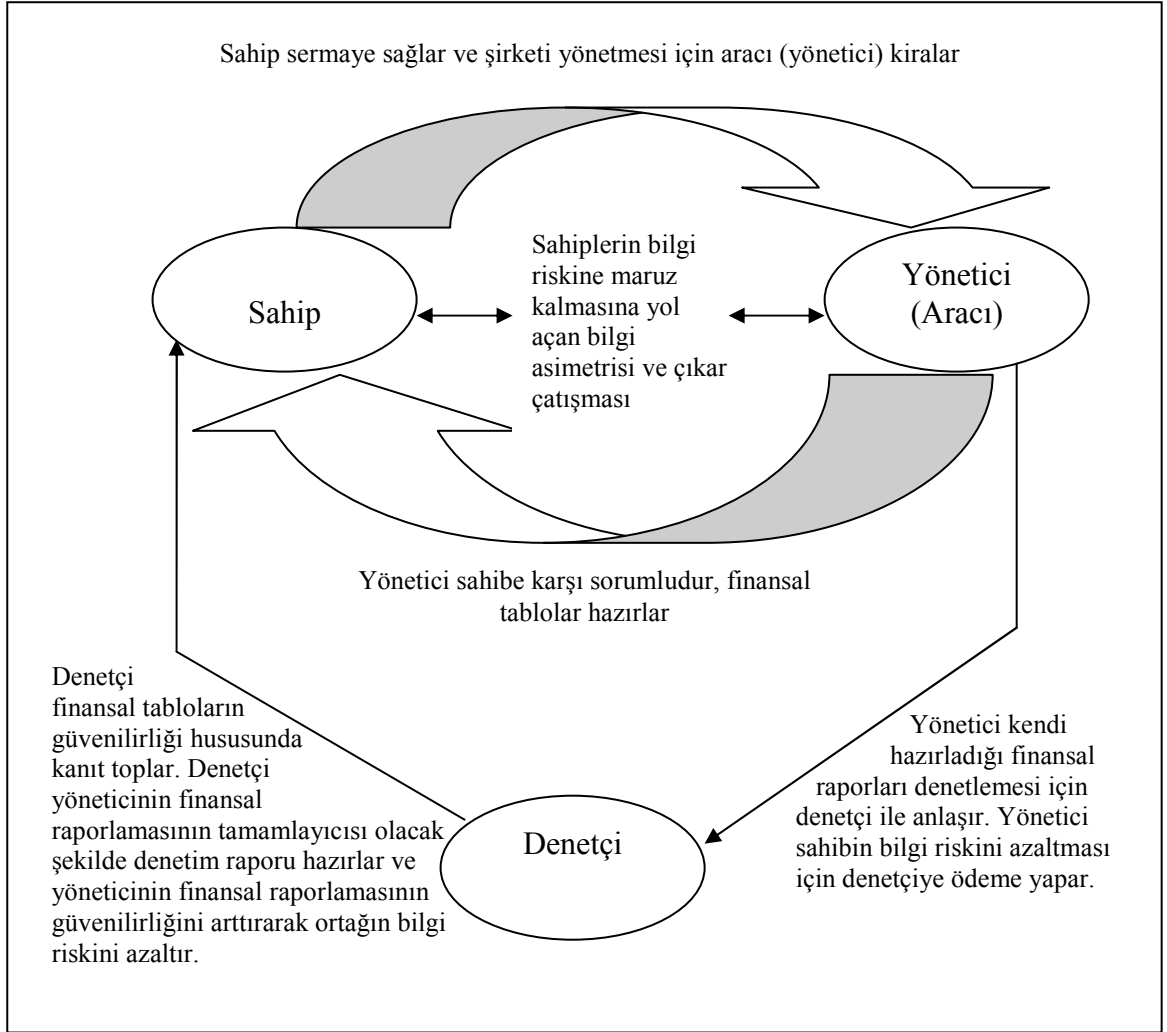 Sahip sermaye sağlar ve şirketi yönetmesi için aracı (yönetici) kiralar
Sahip
Sahiplerin bilgi
riskine maruz
kalmasına yol
açan bilgi
asimetrisi ve çıkar
çatışması
Yönetici
(Aracı)
Yönetici sahibe karşı sorumludur, finansal
tablolar hazırlar
Denetçi
finansal tabloların
güvenilirliği hususunda
kanıt toplar. Denetçi
yöneticinin finansal
raporlamasının tamamlayıcısı olacak
şekilde denetim raporu hazırlar ve
yöneticinin finansal raporlamasının
güvenilirliğini arttırarak ortağın bilgi
riskini azaltır.
Denetçi
Yönetici kendi
hazırladığı finansal
raporları denetlemesi için
denetçi ile anlaşır. Yönetici
sahibin bilgi riskini azaltması
için denetçiye ödeme yapar.